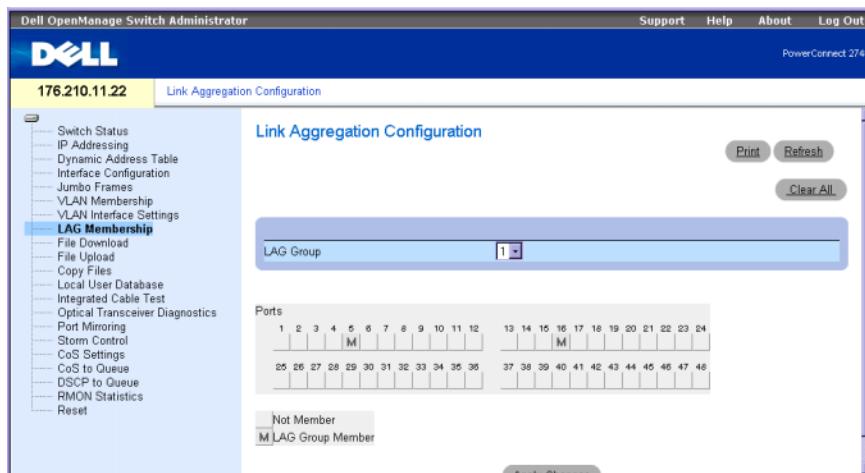 Dell OpenManage Switch Administrator Support Help About Log Out
DELL
PowerConnect 274
176.210.11.22 Link Aggregation Configuration
Switch Status
IP Addressing
Dynamic Address Table
Interface Configuration
Jumbo Frames
VLAN Membership
VLAN Interface Settings
LAG Membership
File Download
File Upload
Copy Files
Local User Database
Integrated Cable Test
Optical Transceiver Diagnostics
Port Mirroring
Storm Control
CoS Settings
CoS to Queue
DSCP to Queue
RMON Statistics
Reset
Link Aggregation Configuration
Print Refresh
Clear All
LAG Group 1
Ports
1 2 3 4 5 6 7 8 9 10 11 12 13 14 15 16 17 18 19 20 21 22 23 24
M M
25 26 27 28 29 30 31 32 33 34 35 36 37 38 39 40 41 42 43 44 45 46 47 48
Not Member
M LAG Group Member